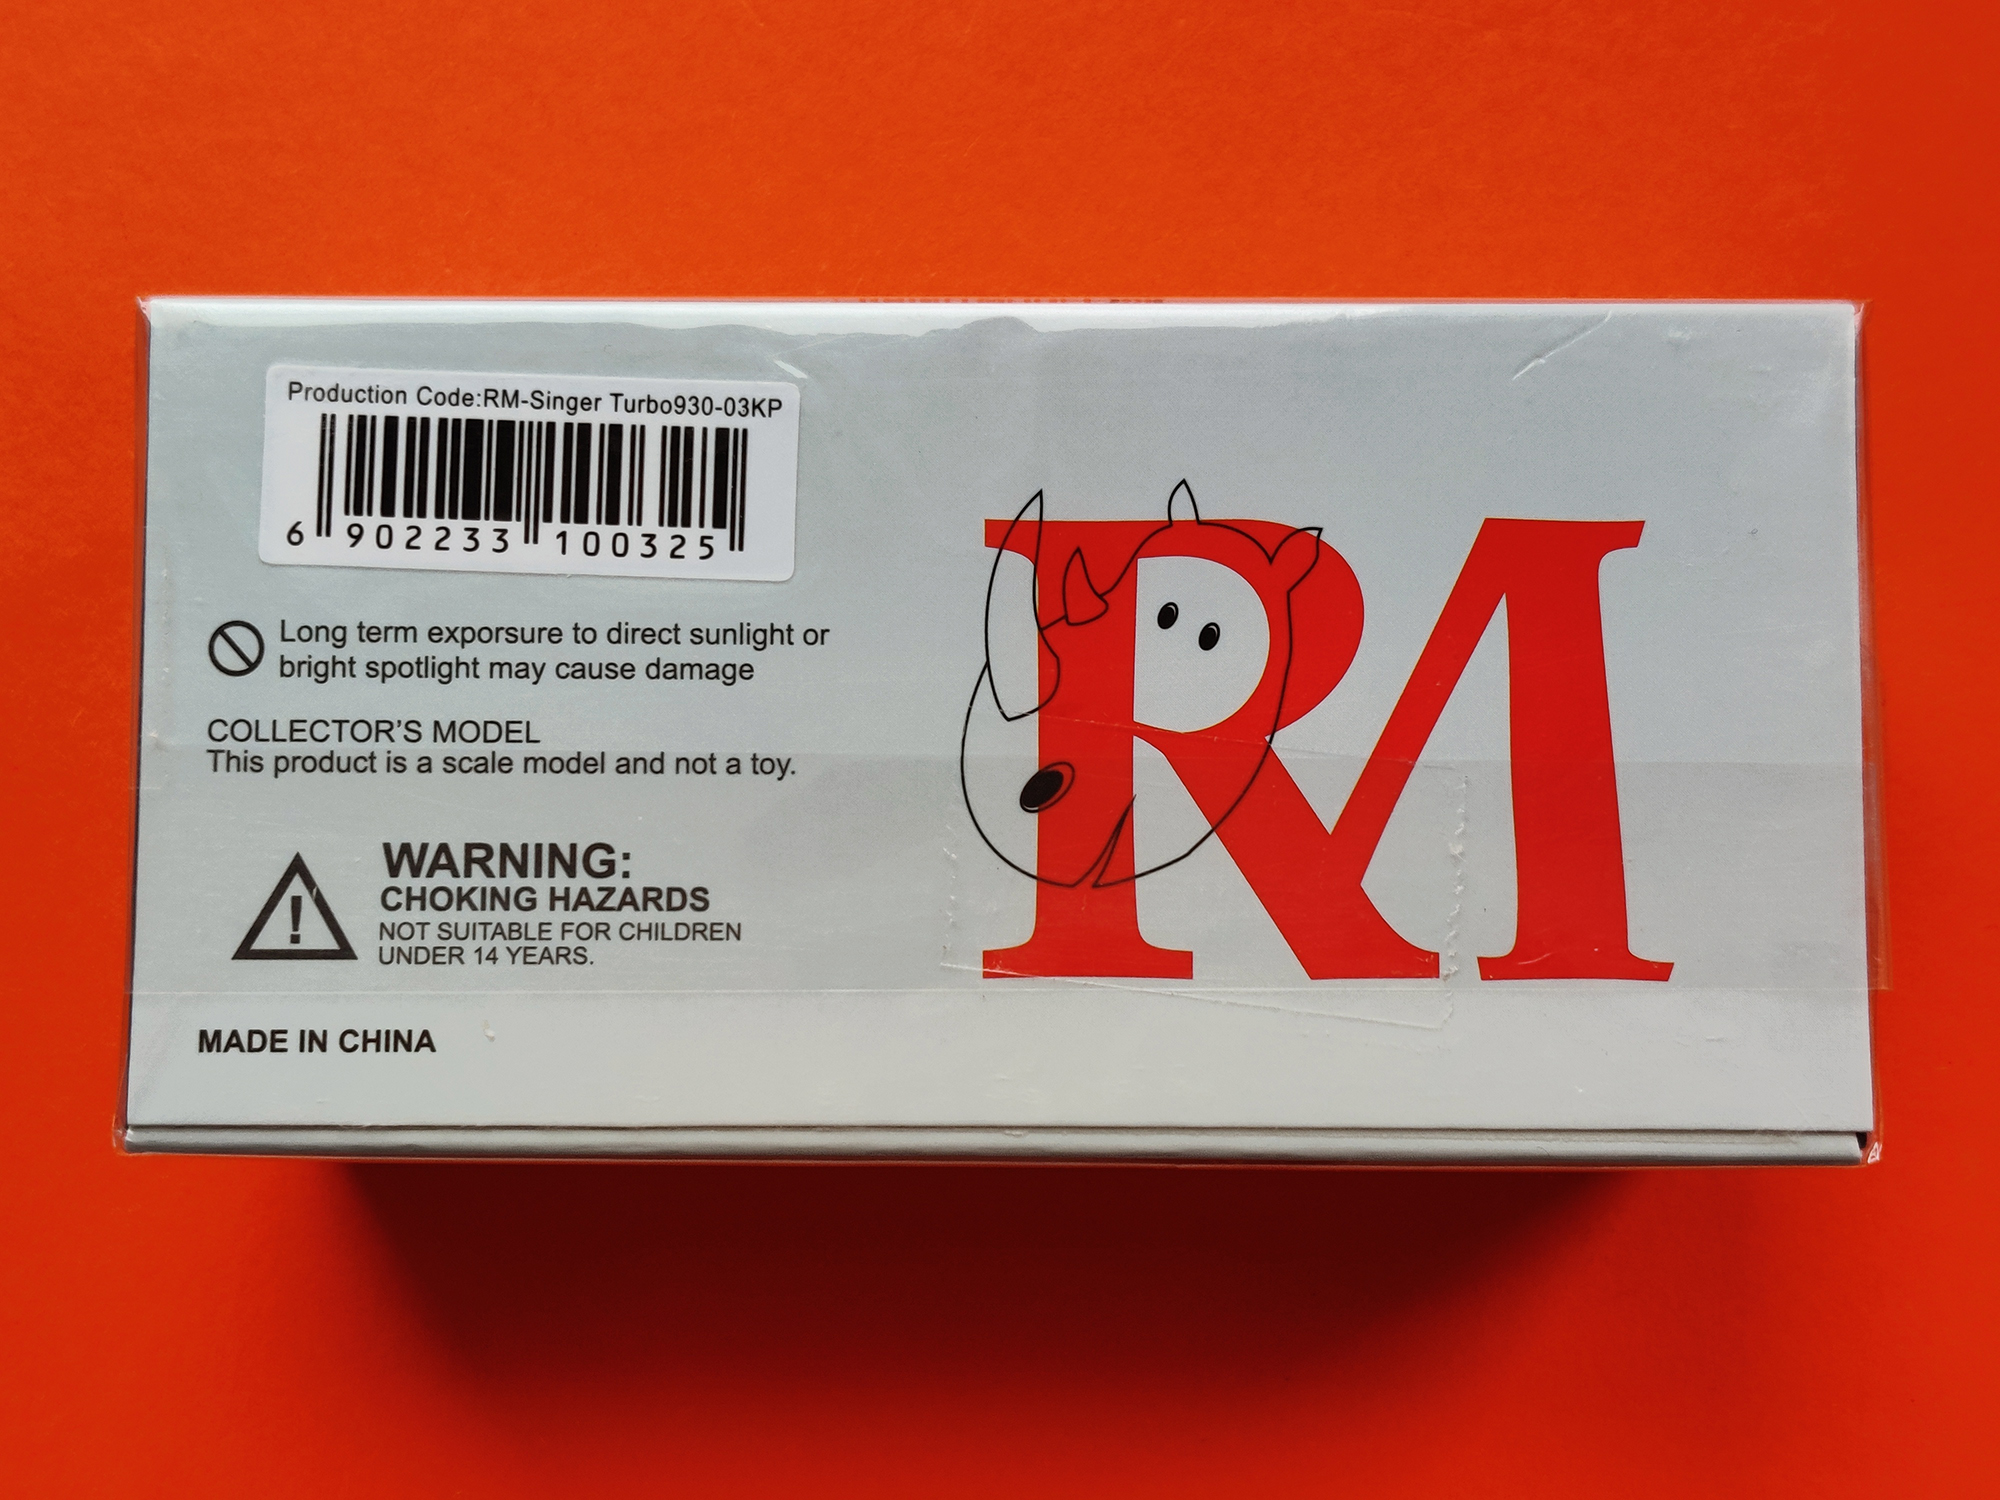 Production Code:RM-Singer Turbo930-03KP
6 902233 100325
Long term exporsure to direct sunlight or
bright spotlight may cause damage
COLLECTOR'S MODEL
This product is a scale model and not a toy.
WARNING:
CHOKING HAZARDS
NOT SUITABLE FOR CHILDREN
UNDER 14 YEARS.
MADE IN CHINA
RM